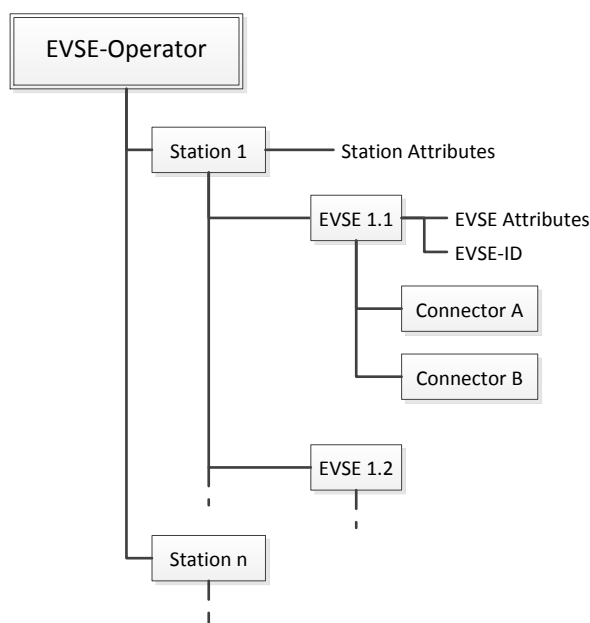 EVSE-Operator
Station 1
Station Attributes
EVSE 1.1
EVSE Attributes
EVSE-ID
Connector A
Connector B
EVSE 1.2
Station n